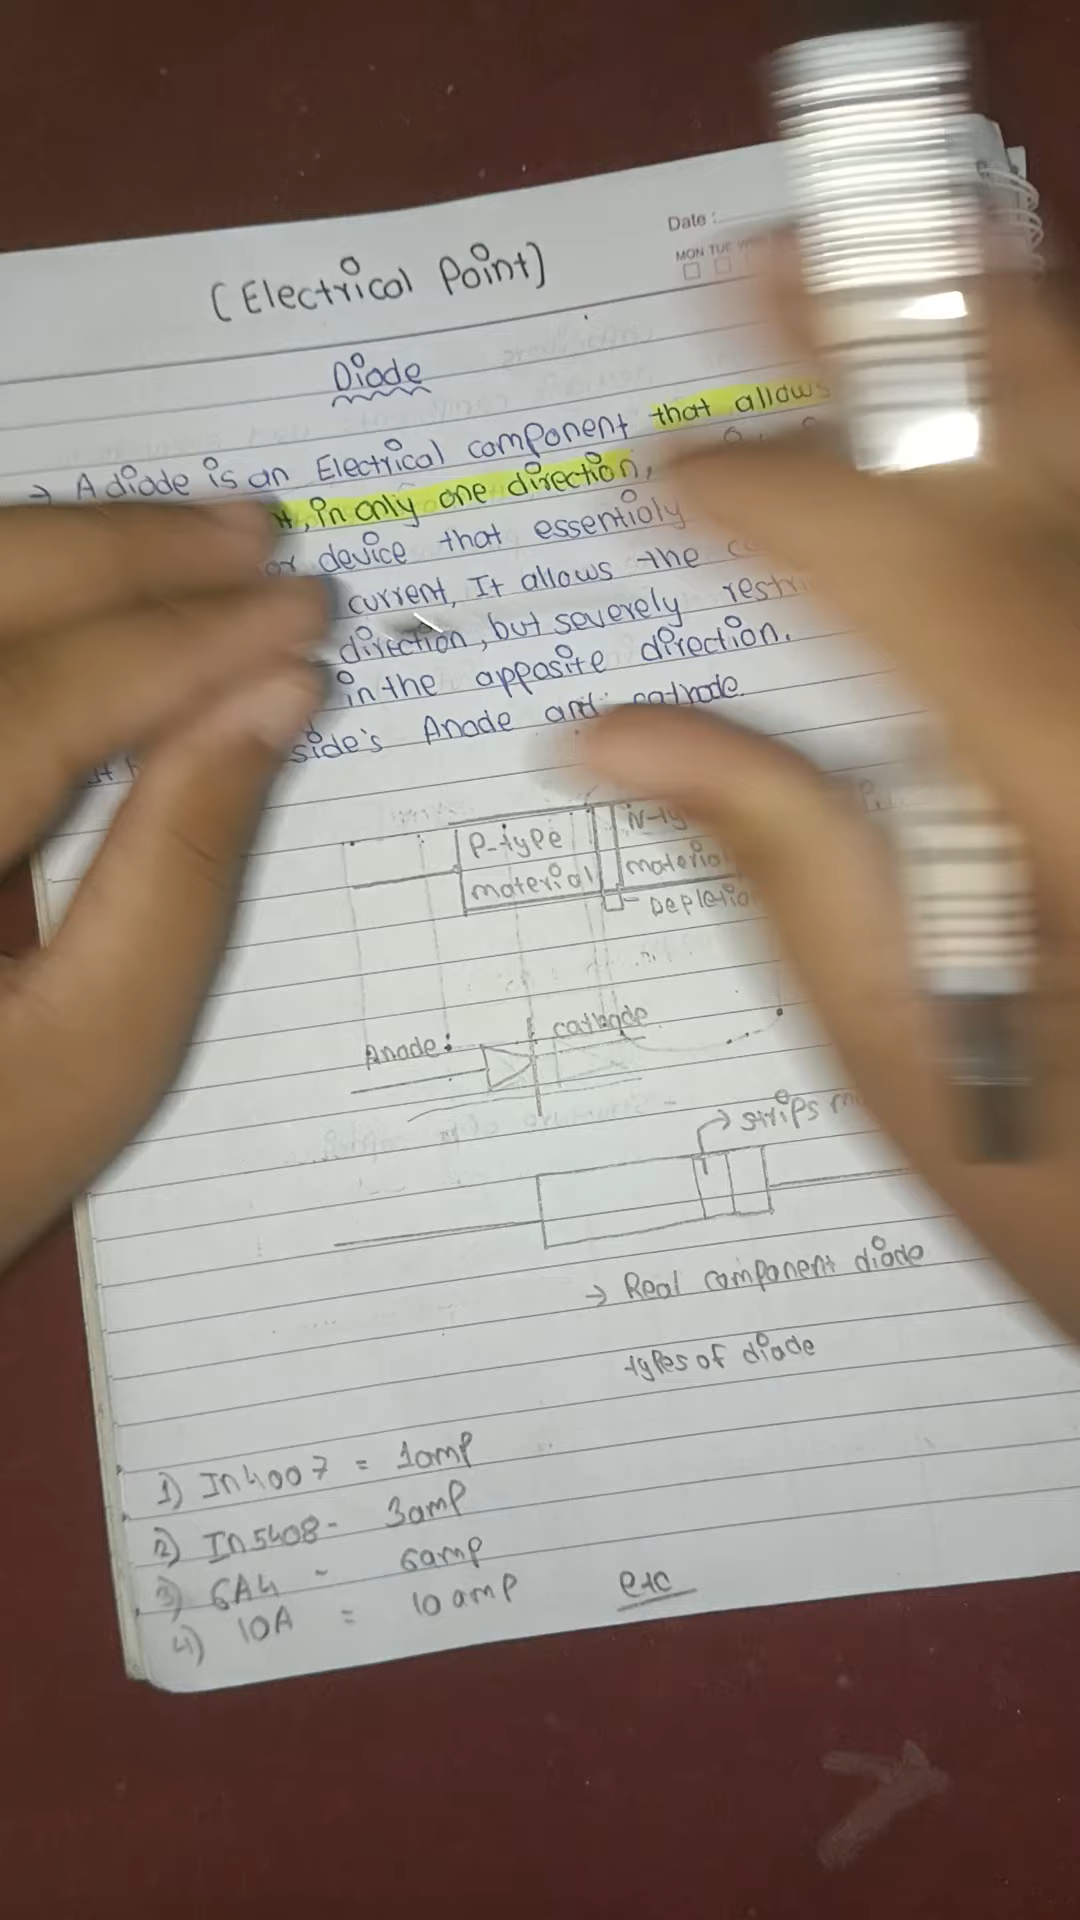 Date :
MON TUE
(Electrical Point)
Diode
→ A diode is an Electrical component that allows
in only one direction,
or device that essentioly
current, It allows the
direction, but severely
in the apposite direction.
side's Anode and cathode.
P-type
material
Anode
cathode
→ strips
→ Real component diode
types of diode
1) In4007 = 1amp
2) In5408 - 3amp
3) 6A4 - 6amp
4) 10A = 10 amp etc